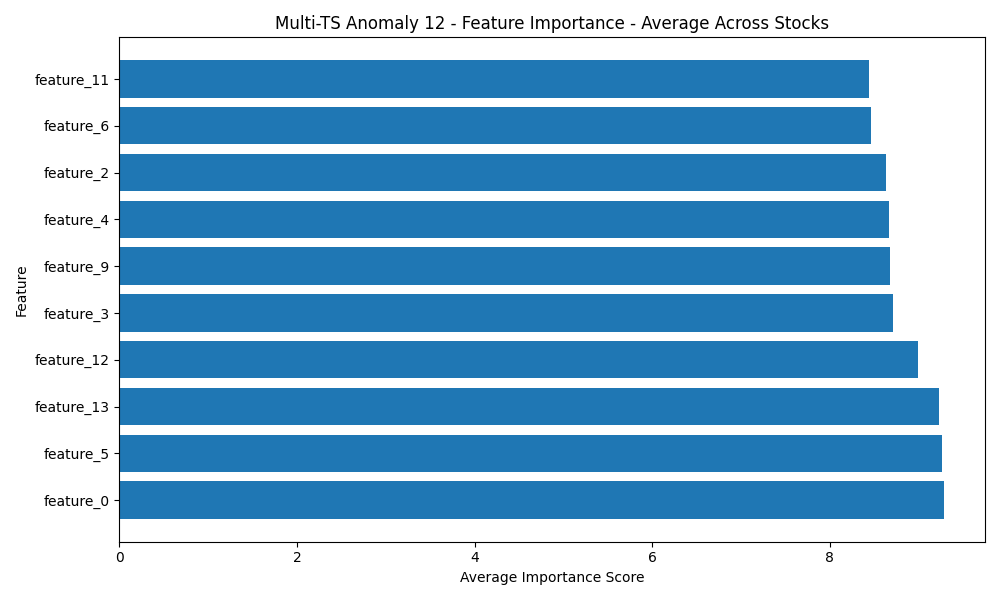 Multi-TS Anomaly 12 - Feature Importance - Average Across Stocks
feature_11
feature_6
feature_2
feature_4
feature_9
feature_3
feature_12
feature_13
feature_5
feature_0
Feature
0 2 4 6 8
Average Importance Score